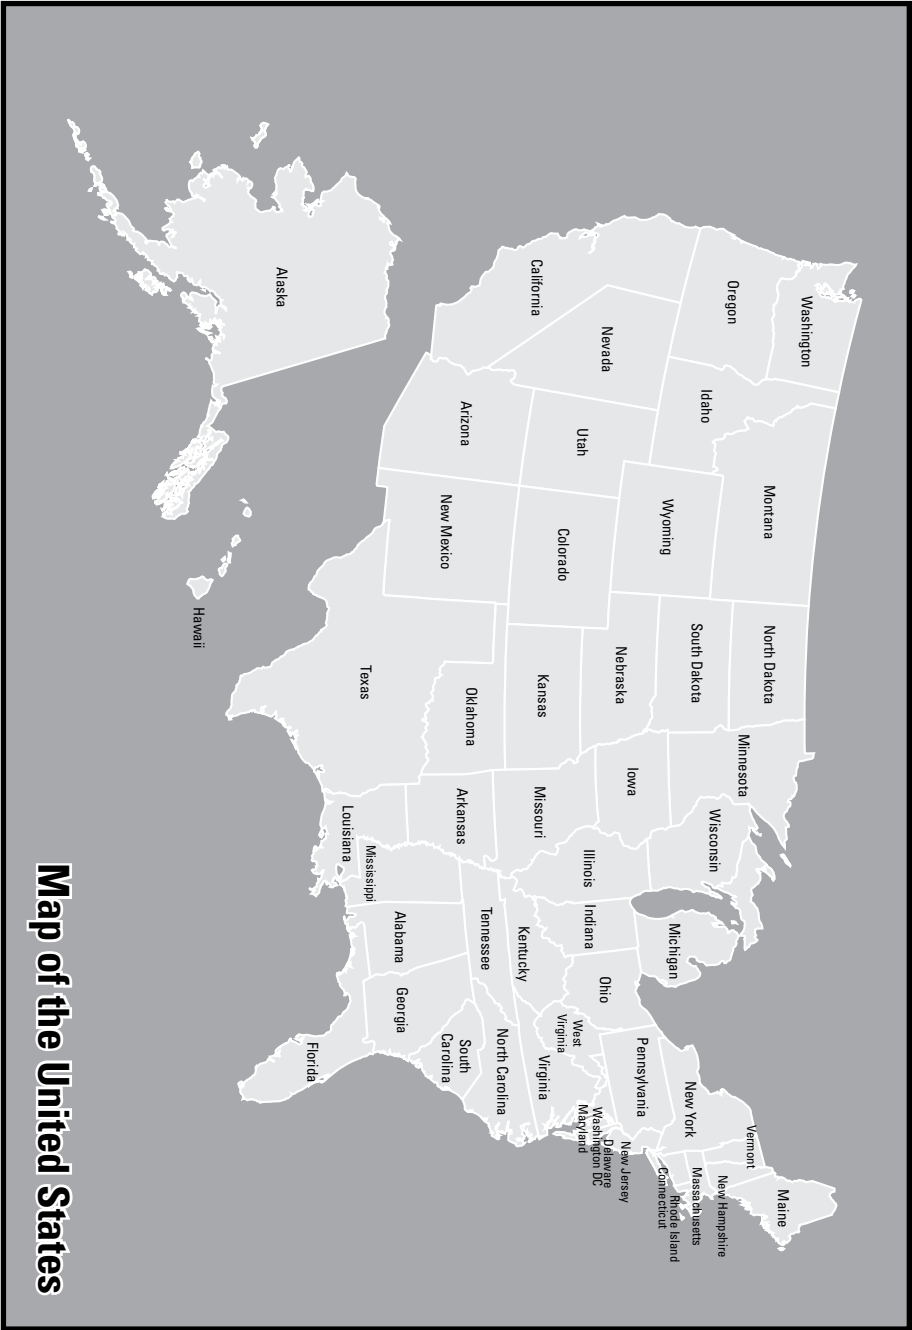 Washington
Oregon
California
Nevada
Idaho
Montana
Wyoming
Utah
Arizona
Colorado
New Mexico
North Dakota
South Dakota
Nebraska
Kansas
Oklahoma
Texas
Minnesota
Iowa
Missouri
Arkansas
Louisiana
Wisconsin
Illinois
Mississippi
Michigan
Indiana
Ohio
Kentucky
Tennessee
Alabama
Georgia
Florida
South
Carolina
North Carolina
Virginia
West
Virginia
Pennsylvania
New York
Vermont
Maine
New Hampshire
Massachusetts
Rhode Island
Connecticut
New Jersey
Delaware
Washington DC
Maryland
Alaska
Hawaii
Map of the United States